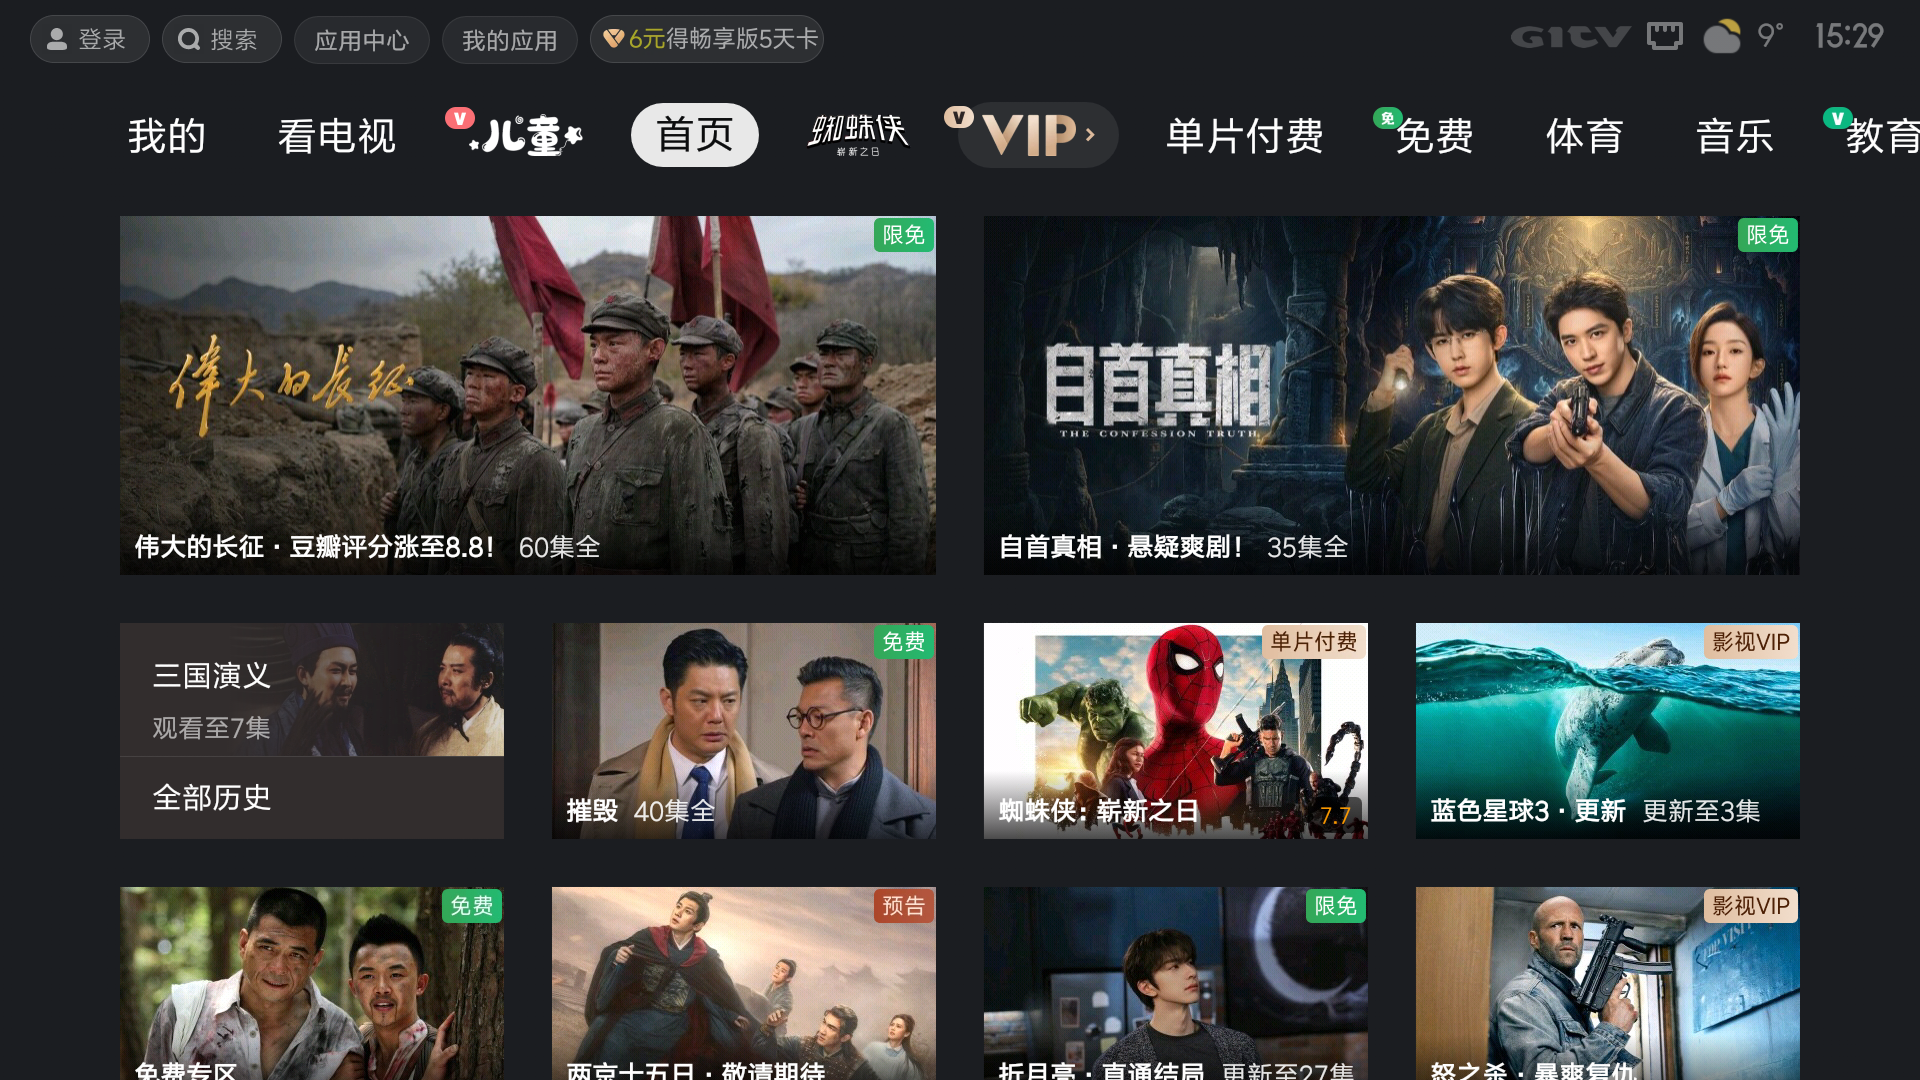 登录
搜索
应用中心
我的应用
6元得畅享版5天卡
GITV
9°
15:29
我的
看电视
V
儿童
首页
蜘蛛侠
崭新之日
V
VIP
单片付费
免
免费
体育
音乐
V
教育
限免
偉大的長征
伟大的长征·豆瓣评分涨至8.8! 60集全
限免
自首真相
THE CONFESSION TRUTH
自首真相·悬疑爽剧! 35集全
三国演义
观看至7集
全部历史
免费
摧毁 40集全
单片付费
蜘蛛侠: 崭新之日
7.7
影视VIP
蓝色星球3·更新 更新至3集
免费
免费专区
预告
两京十五日·敬请期待
限免
折月亮·直通结局 更新至27集
影视VIP
怒之杀·暴爽复仇